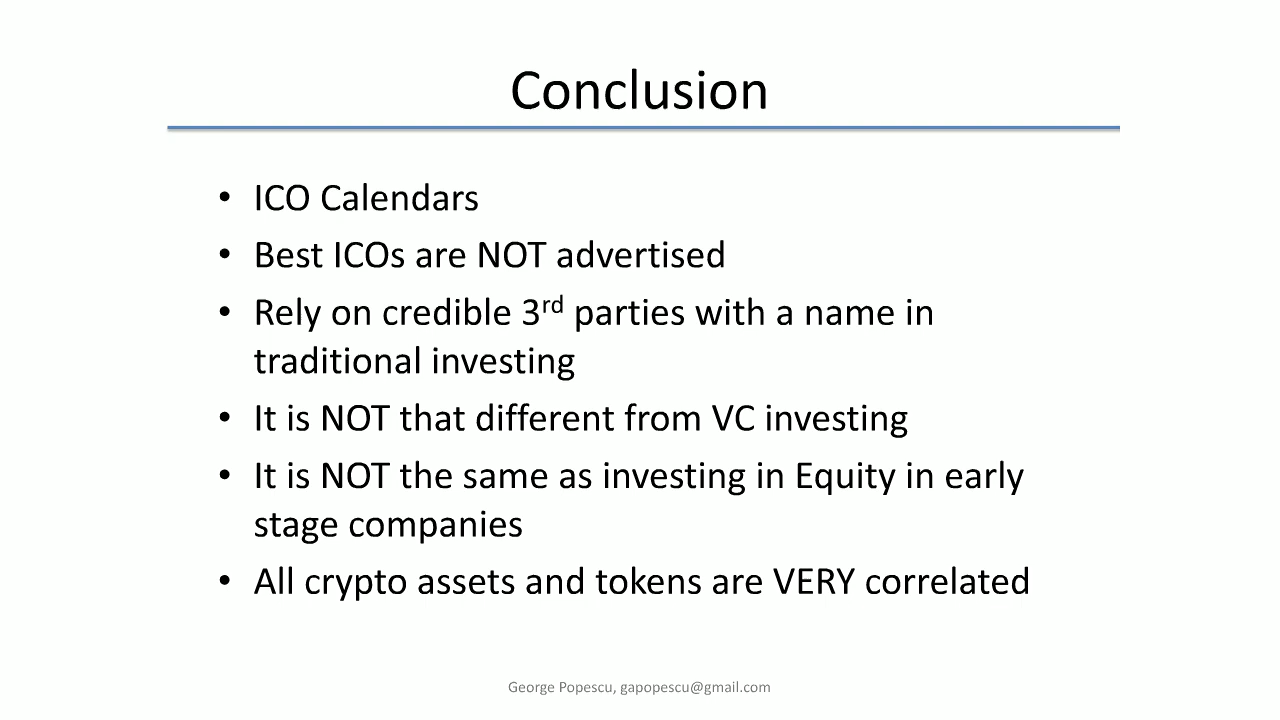 Conclusion
• ICO Calendars
• Best ICOs are NOT advertised
• Rely on credible 3rd parties with a name in
traditional investing
• It is NOT that different from VC investing
• It is NOT the same as investing in Equity in early
stage companies
• All crypto assets and tokens are VERY correlated
George Popescu, gapopescu@gmail.com